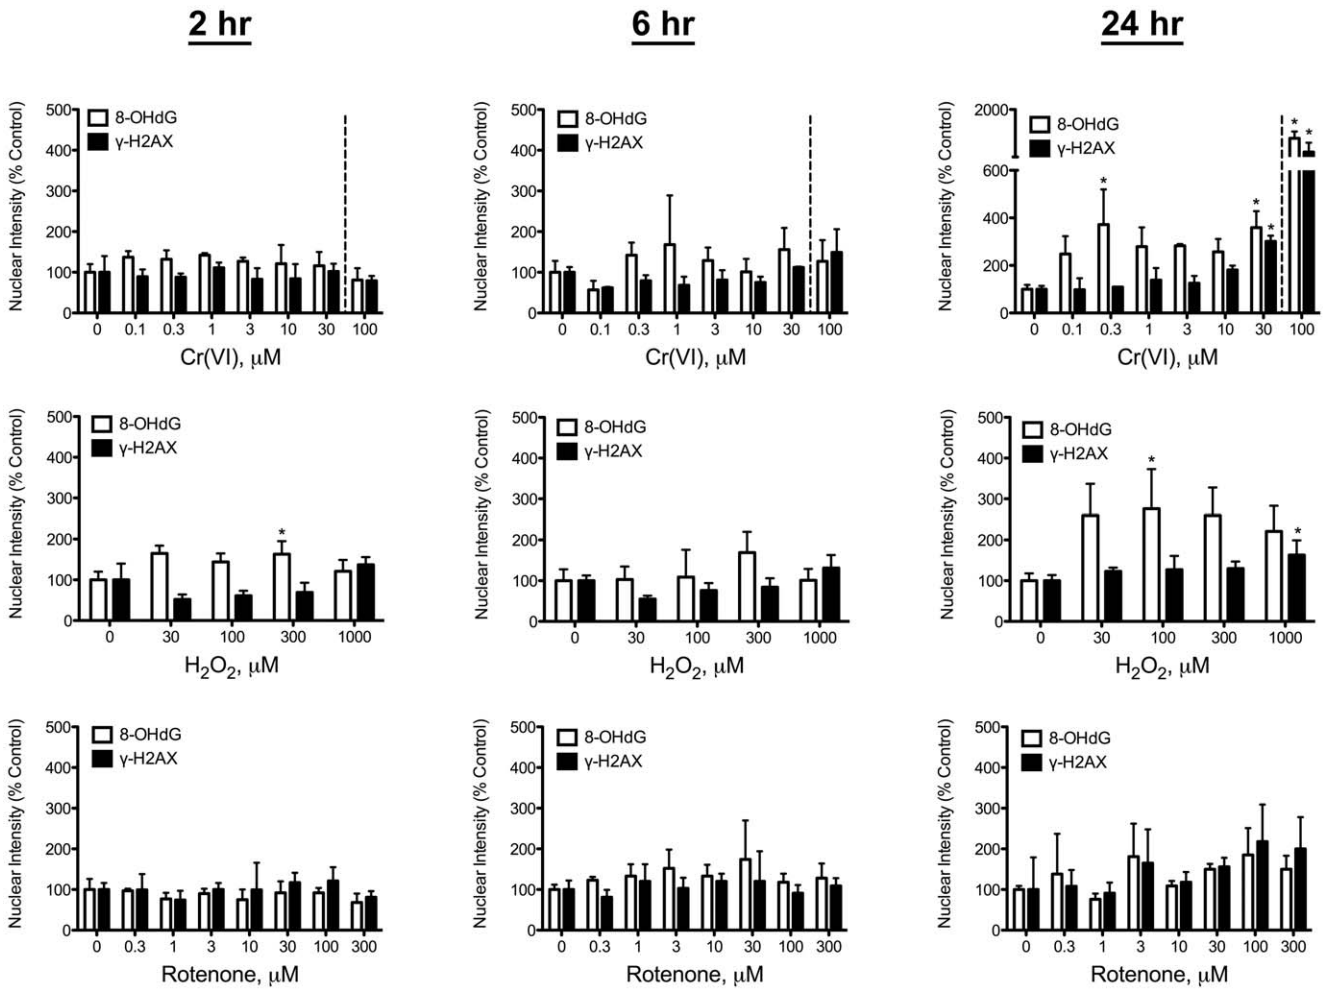 2 hr
6 hr
24 hr
Nuclear Intensity (% Control)
500
400
300
200
100
0
8-OHdG
γ-H2AX
0 0.1 0.3 1 3 10 30 100
Cr(VI), μM
Nuclear Intensity (% Control)
500
400
300
200
100
0
8-OHdG
γ-H2AX
0 0.1 0.3 1 3 10 30 100
Cr(VI), μM
Nuclear Intensity (% Control)
2000
600
400
200
0
8-OHdG
γ-H2AX
*
*
*
*
*
0 0.1 0.3 1 3 10 30 100
Cr(VI), μM
Nuclear Intensity (% Control)
500
400
300
200
100
0
8-OHdG
γ-H2AX
*
0 30 100 300 1000
H₂O₂, μM
Nuclear Intensity (% Control)
500
400
300
200
100
0
8-OHdG
γ-H2AX
0 30 100 300 1000
H₂O₂, μM
Nuclear Intensity (% Control)
500
400
300
200
100
0
8-OHdG
γ-H2AX
*
*
0 30 100 300 1000
H₂O₂, μM
Nuclear Intensity (% Control)
500
400
300
200
100
0
8-OHdG
γ-H2AX
0 0.3 1 3 10 30 100 300
Rotenone, μM
Nuclear Intensity (% Control)
500
400
300
200
100
0
8-OHdG
γ-H2AX
0 0.3 1 3 10 30 100 300
Rotenone, μM
Nuclear Intensity (% Control)
500
400
300
200
100
0
8-OHdG
γ-H2AX
0 0.3 1 3 10 30 100 300
Rotenone, μM